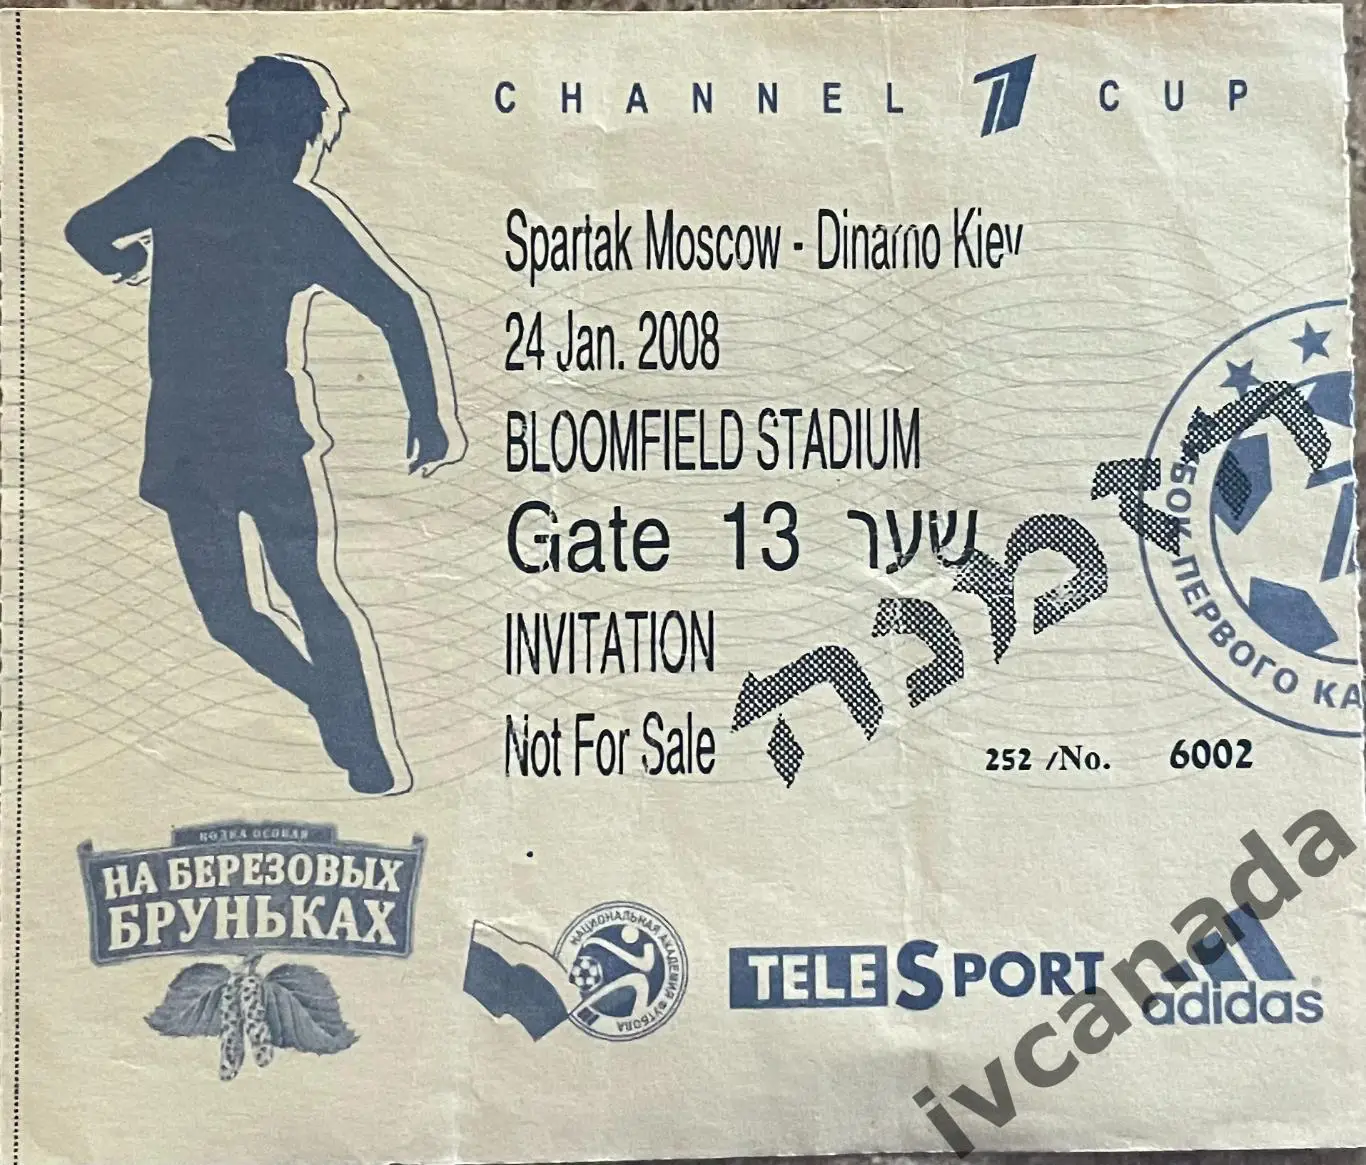 CHANNEL 1 CUP
Spartak Moscow - Dinamo Kiev
24 Jan. 2008
BLOOMFIELD STADIUM
Gate 13 שער
INVITATION
הזמנה
Not For Sale
252 /No. 6002
КУБОК ПЕРВОГО КА
ВОДКА ОСОБАЯ
НА БЕРЕЗОВЫХ
БРУНЬКАХ
НАЦИОНАЛЬНАЯ АКАДЕМИЯ ФУТБОЛА
TELESPORT
adidas
ivcanada